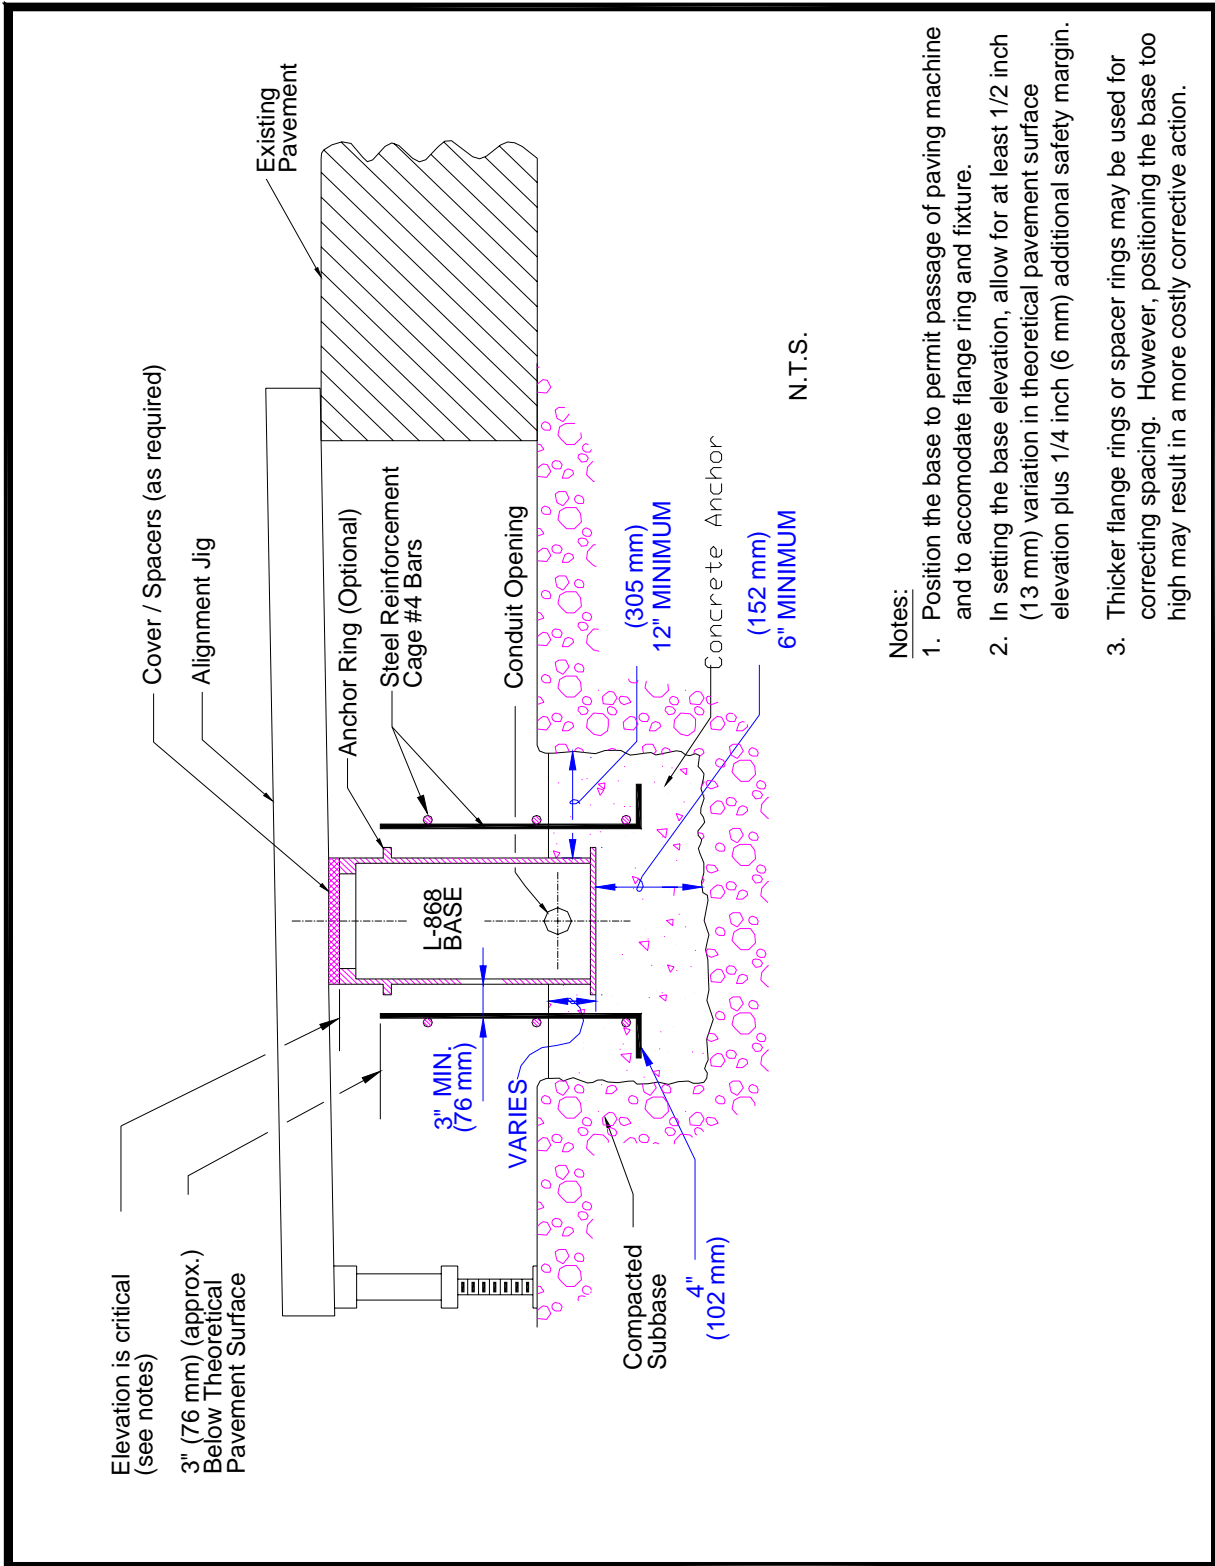 Cover / Spacers (as required)
Alignment Jig
Existing
Pavement
Elevation is critical
(see notes)
3" (76 mm) (approx.)
Below Theoretical
Pavement Surface
Anchor Ring (Optional)
Steel Reinforcement
Cage #4 Bars
Conduit Opening
L-868
BASE
3" MIN.
(76 mm)
VARIES
(305 mm)
12" MINIMUM
Concrete Anchor
(152 mm)
6" MINIMUM
Compacted
Subbase
4"
(102 mm)
N.T.S.
Notes:
1. Position the base to permit passage of paving machine
and to accomodate flange ring and fixture.
2. In setting the base elevation, allow for at least 1/2 inch
(13 mm) variation in theoretical pavement surface
elevation plus 1/4 inch (6 mm) additional safety margin.
3. Thicker flange rings or spacer rings may be used for
correcting spacing. However, positioning the base too
high may result in a more costly corrective action.